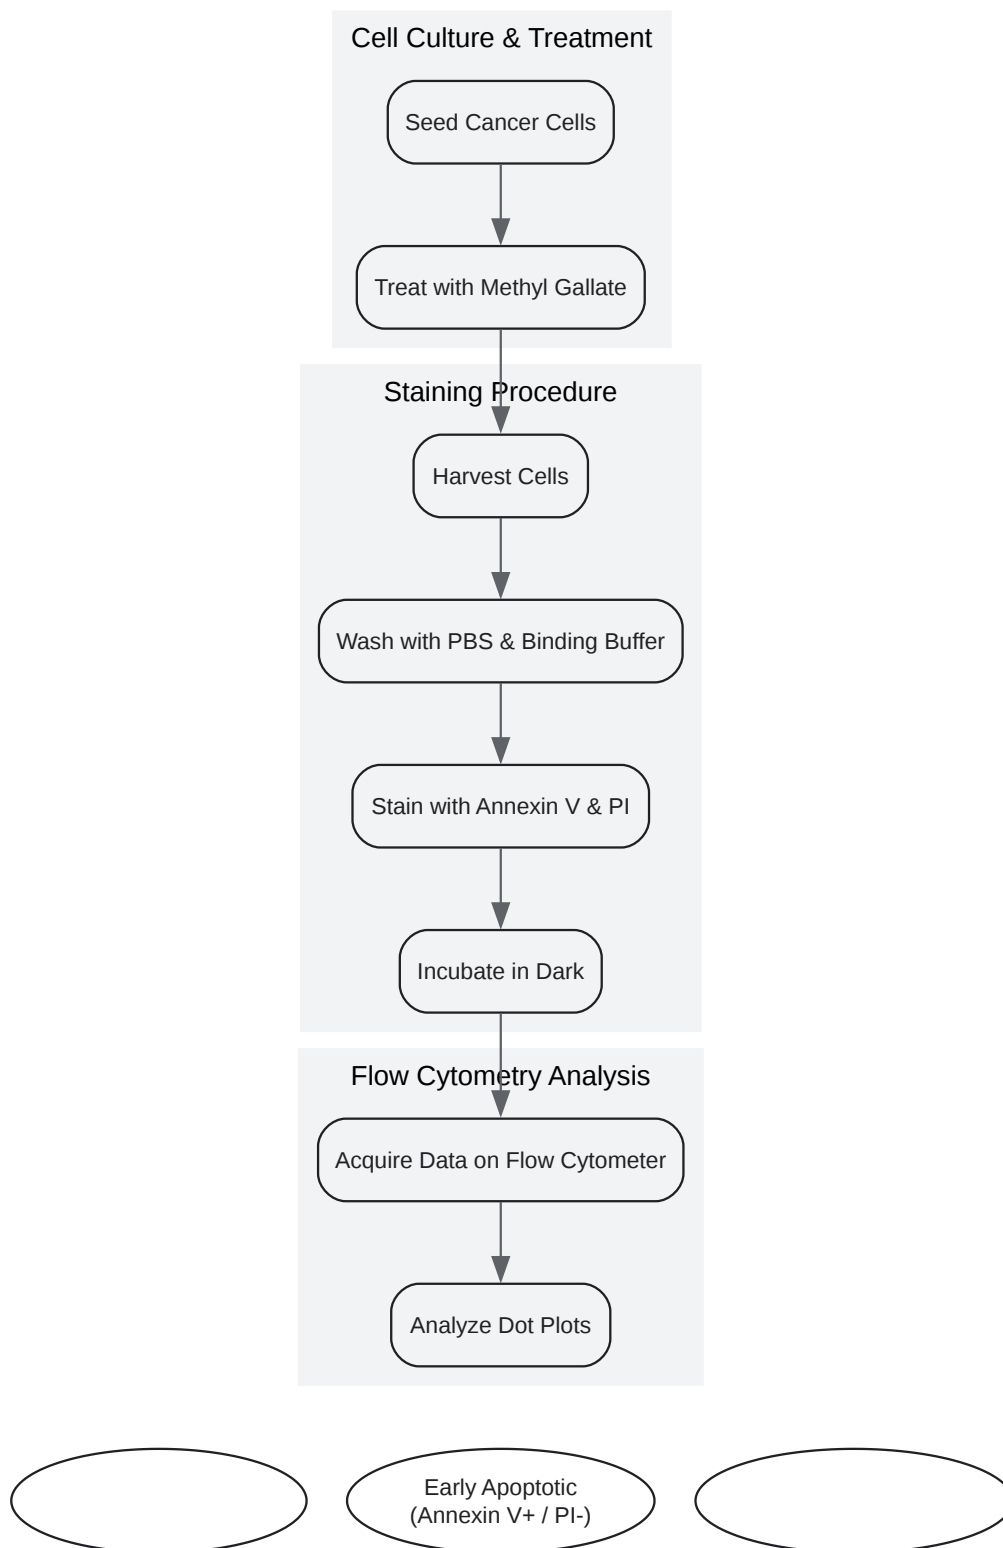 Cell Culture & Treatment
Seed Cancer Cells
Treat with Methyl Gallate
Staining Procedure
Harvest Cells
Wash with PBS & Binding Buffer
Stain with Annexin V & PI
Incubate in Dark
Flow Cytometry Analysis
Acquire Data on Flow Cytometer
Analyze Dot Plots
Early Apoptotic
(Annexin V+ / PI-)